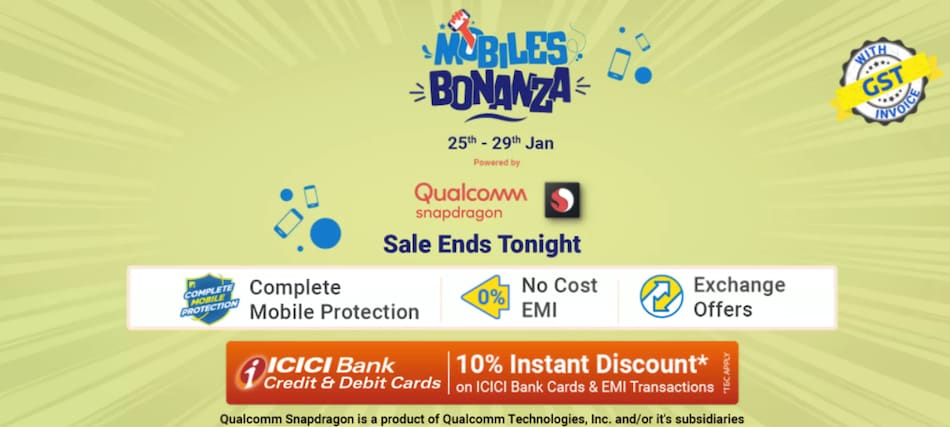 MOBILES
BONANZA
WITH
GST
INVOICE
25th - 29th Jan
Powered by
Qualcomm
snapdragon
Sale Ends Tonight
COMPLETE
MOBILE
PROTECTION
Complete
Mobile Protection
0%
No Cost
EMI
Exchange
Offers
ICICI Bank
Credit & Debit Cards
10% Instant Discount*
on ICICI Bank Cards & EMI Transactions
*T&C APPLY
Qualcomm Snapdragon is a product of Qualcomm Technologies, Inc. and/or it's subsidiaries